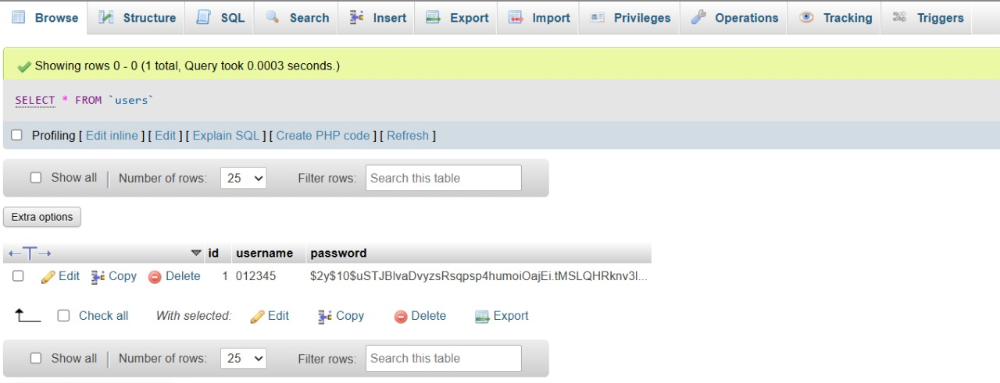 Browse Structure SQL Search Insert Export Import Privileges Operations Tracking Triggers
Showing rows 0 - 0 (1 total, Query took 0.0003 seconds.)
SELECT * FROM `users`
Profiling [ Edit inline ] [ Edit ] [ Explain SQL ] [ Create PHP code ] [ Refresh ]
Show all Number of rows: 25 Filter rows: Search this table
Extra options
id username password
Edit Copy Delete 1 012345 $2y$10$uSTJBlvaDvyzsRsqpsp4humoiOajEi.tMSLQHRknv3l...
Check all With selected: Edit Copy Delete Export
Show all Number of rows: 25 Filter rows: Search this table